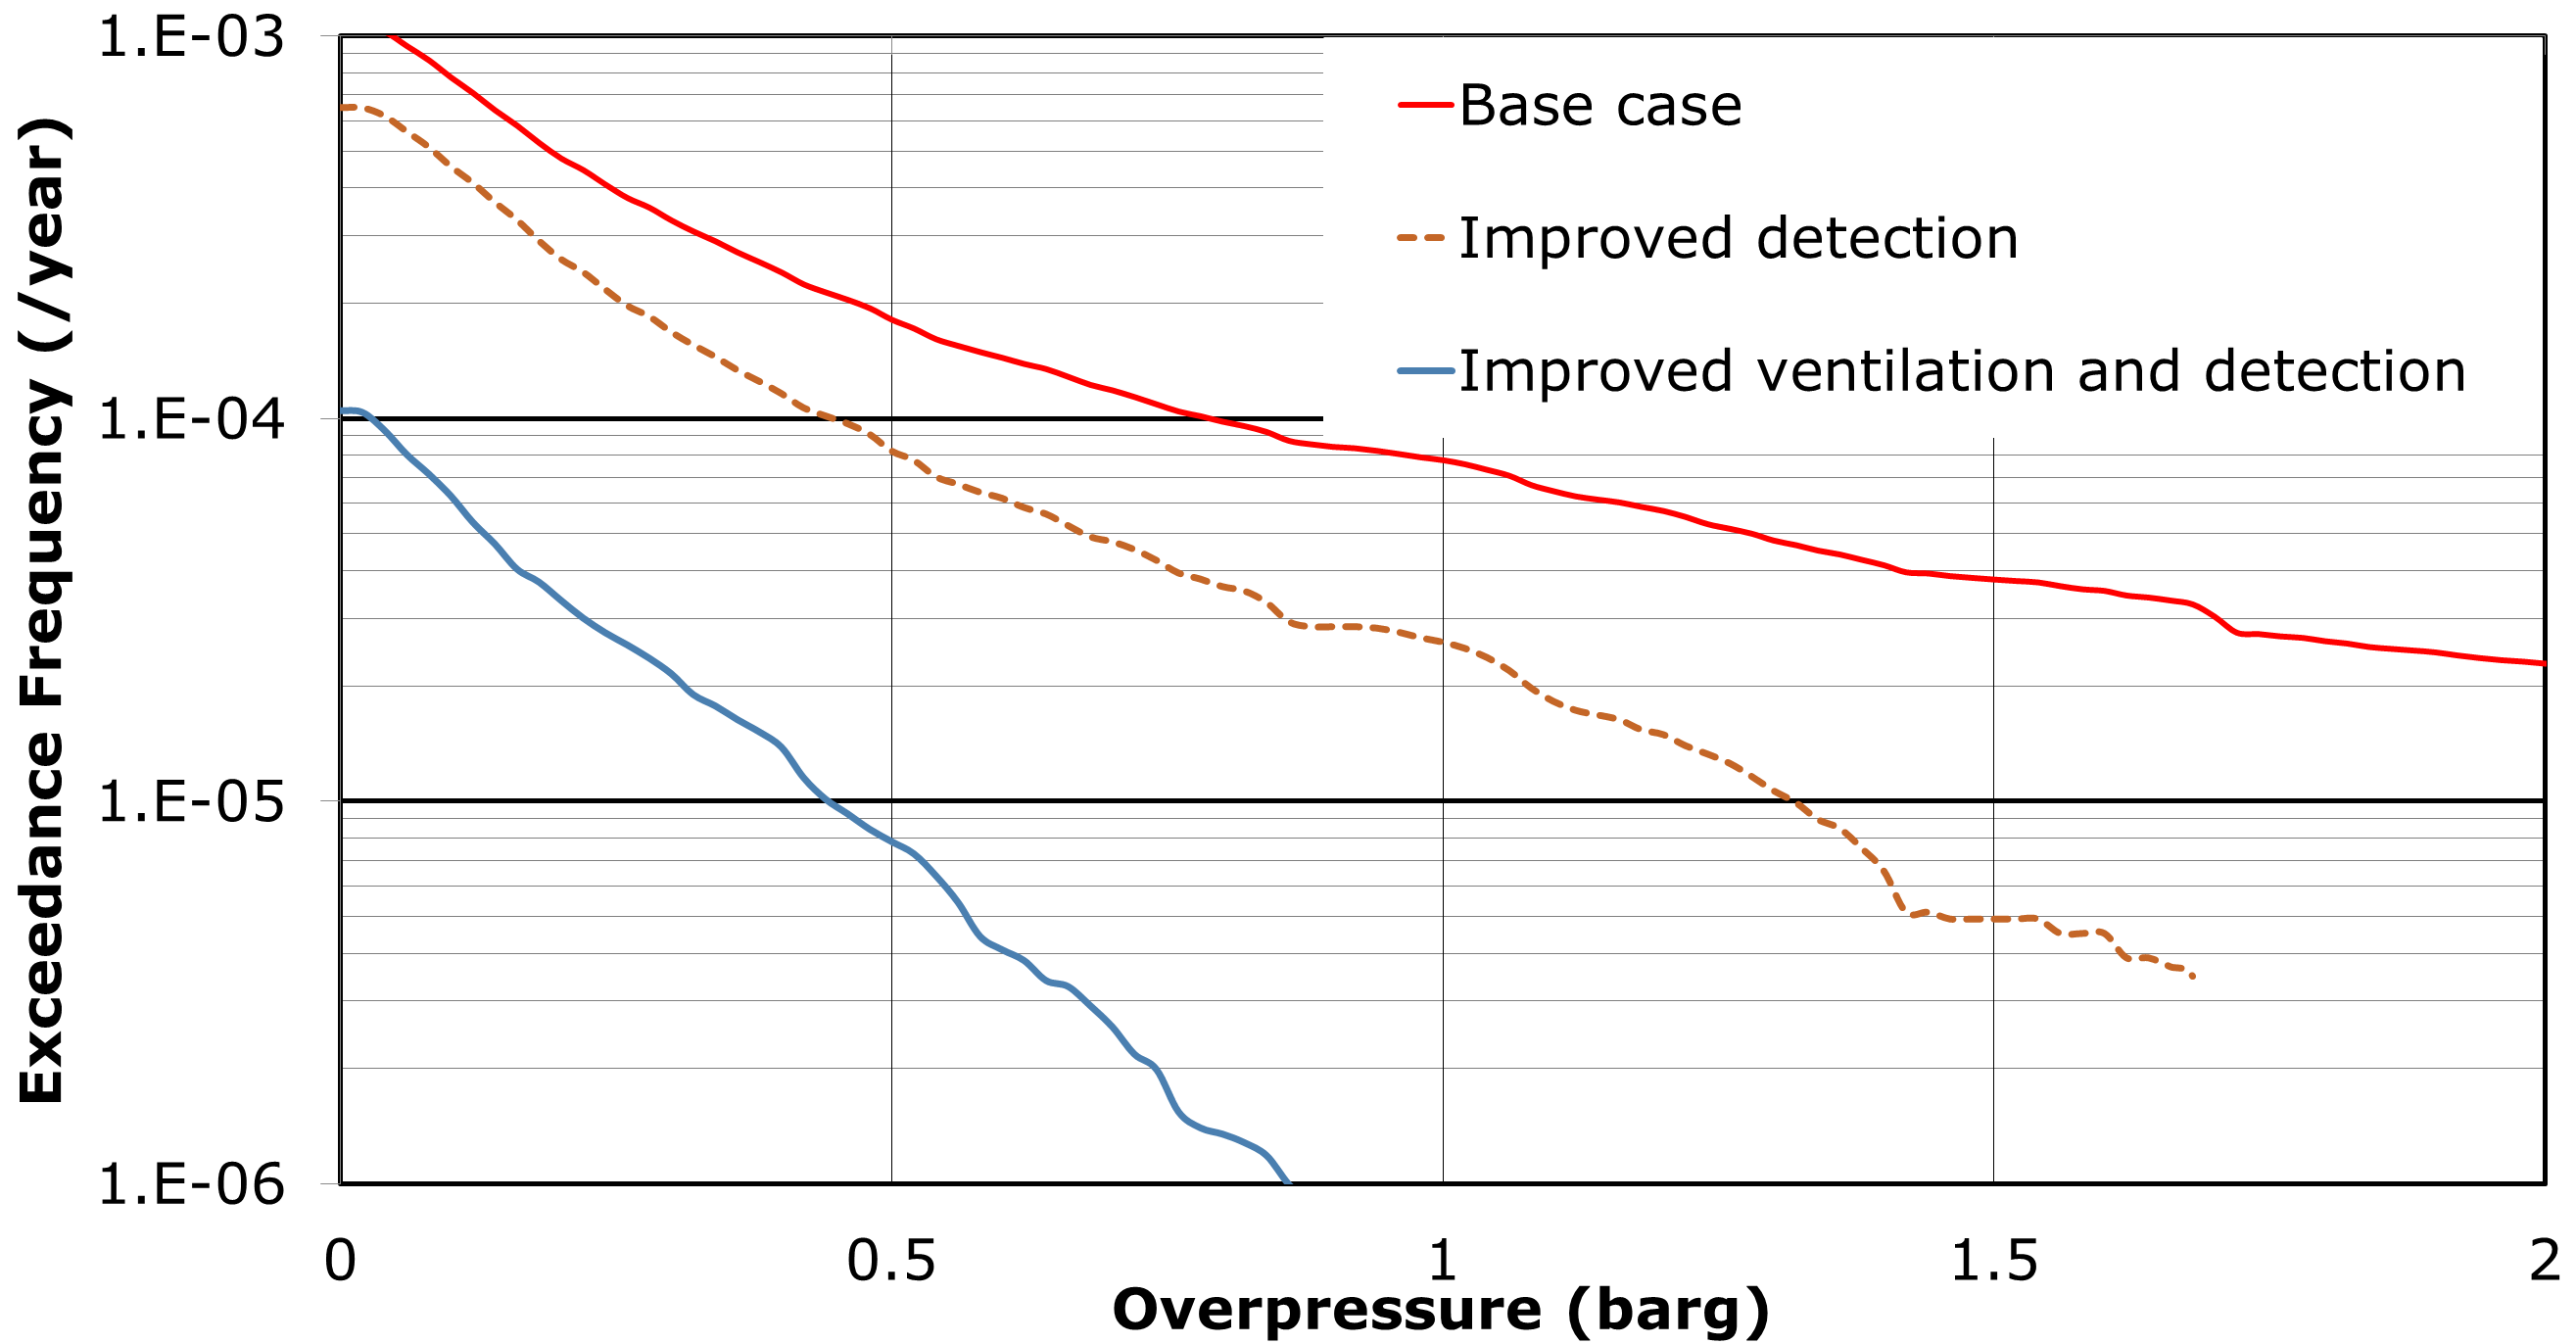 Exceedance Frequency (/year)
1.E-03
1.E-04
1.E-05
1.E-06
Base case
Improved detection
Improved ventilation and detection
0 0.5 1 1.5 2
Overpressure (barg)